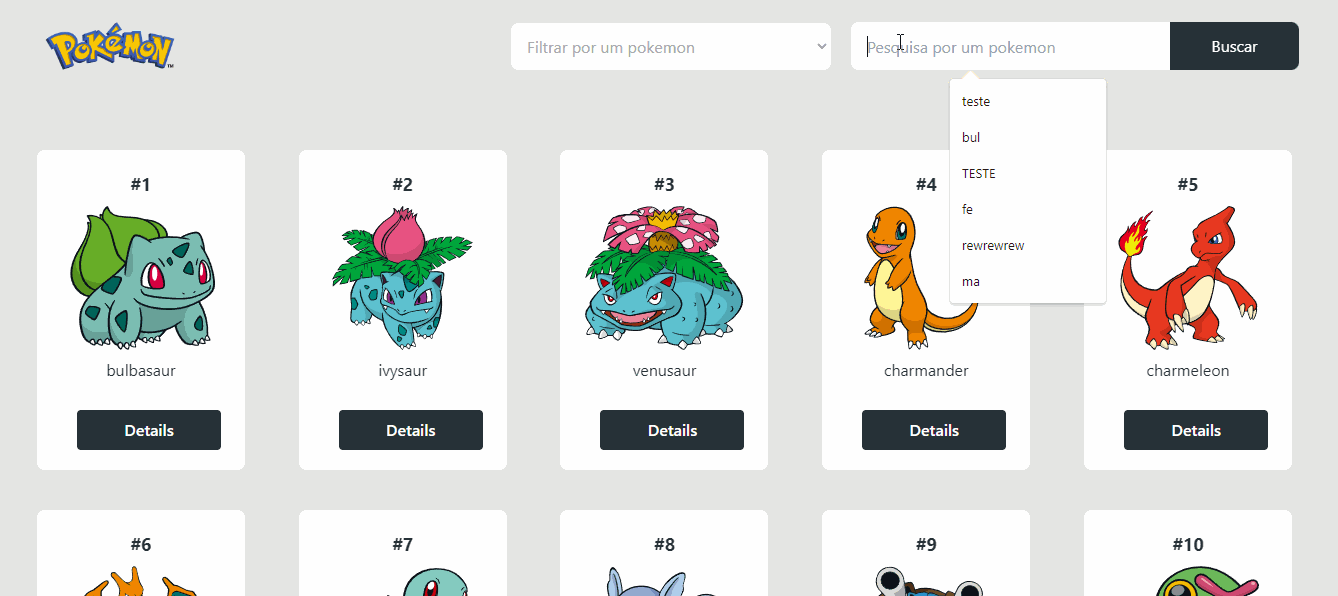 POKéMON
TM
Filtrar por um pokemon
Pesquisa por um pokemon
Buscar
teste
bul
TESTE
fe
rewrewrew
ma
#1
#2
#3
#4
#5
bulbasaur
ivysaur
venusaur
charmander
charmeleon
Details
Details
Details
Details
Details
#6
#7
#8
#9
#10